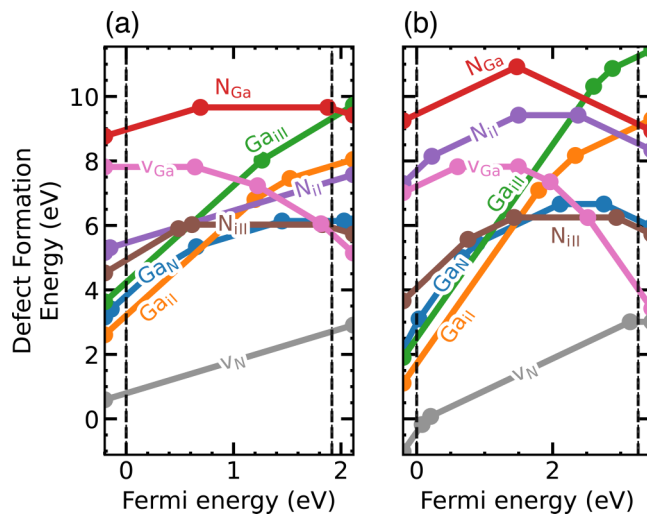 (a)
(b)
Defect Formation
Energy (eV)
10
8
6
4
2
0
N_Ga
Ga_iII
v_Ga
N_iI
N_iII
Ga_N
Ga_iI
v_N
0
1
2
Fermi energy (eV)
N_Ga
N_iI
v_Ga
Ga_iII
N_iII
Ga_N
Ga_iI
v_N
0
2
Fermi energy (eV)